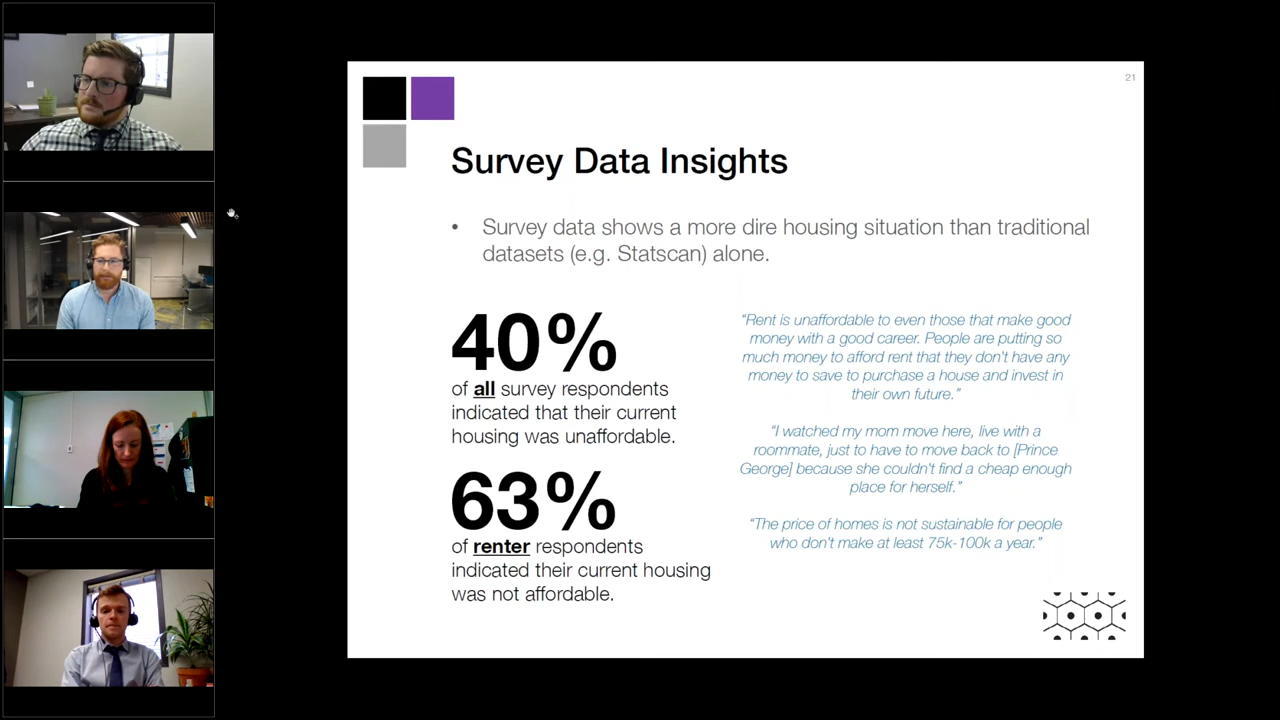 21
Survey Data Insights
• Survey data shows a more dire housing situation than traditional
datasets (e.g. Statscan) alone.
40%
of all survey respondents
indicated that their current
housing was unaffordable.
63%
of renter respondents
indicated their current housing
was not affordable.
“Rent is unaffordable to even those that make good
money with a good career. People are putting so
much money to afford rent that they don't have any
money to save to purchase a house and invest in
their own future.”
“I watched my mom move here, live with a
roommate, just to have to move back to [Prince
George] because she couldn't find a cheap enough
place for herself.”
“The price of homes is not sustainable for people
who don't make at least 75k-100k a year.”